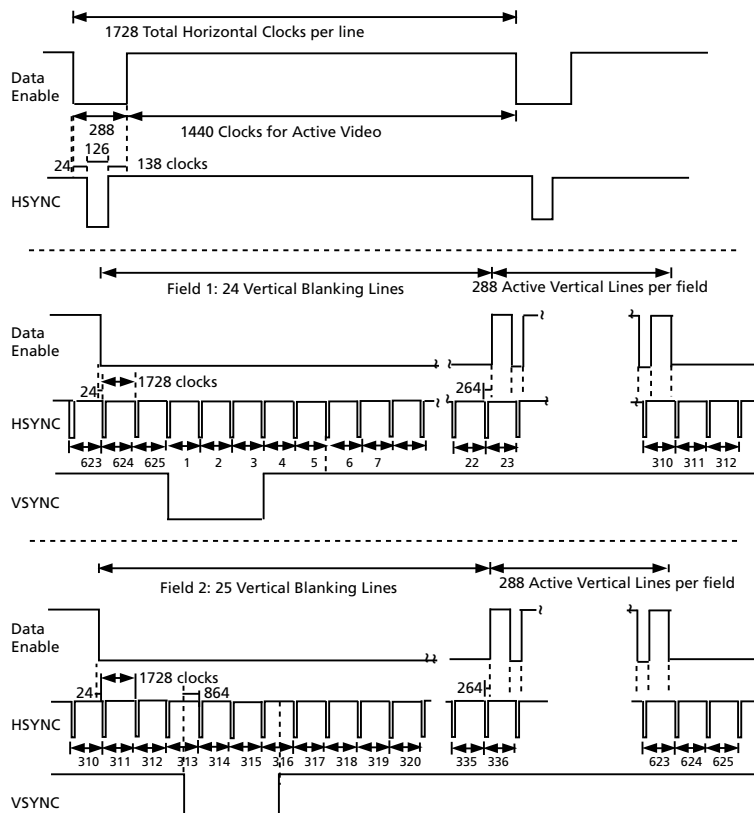 1728 Total Horizontal Clocks per line
Data
Enable
288
1440 Clocks for Active Video
126
24
138 clocks
HSYNC
Field 1: 24 Vertical Blanking Lines
288 Active Vertical Lines per field
Data
Enable
24
1728 clocks
264
HSYNC
623 624 625 1 2 3 4 5 6 7 22 23 310 311 312
VSYNC
Field 2: 25 Vertical Blanking Lines
288 Active Vertical Lines per field
Data
Enable
24
1728 clocks
864
264
HSYNC
310 311 312 313 314 315 316 317 318 319 320 335 336 623 624 625
VSYNC